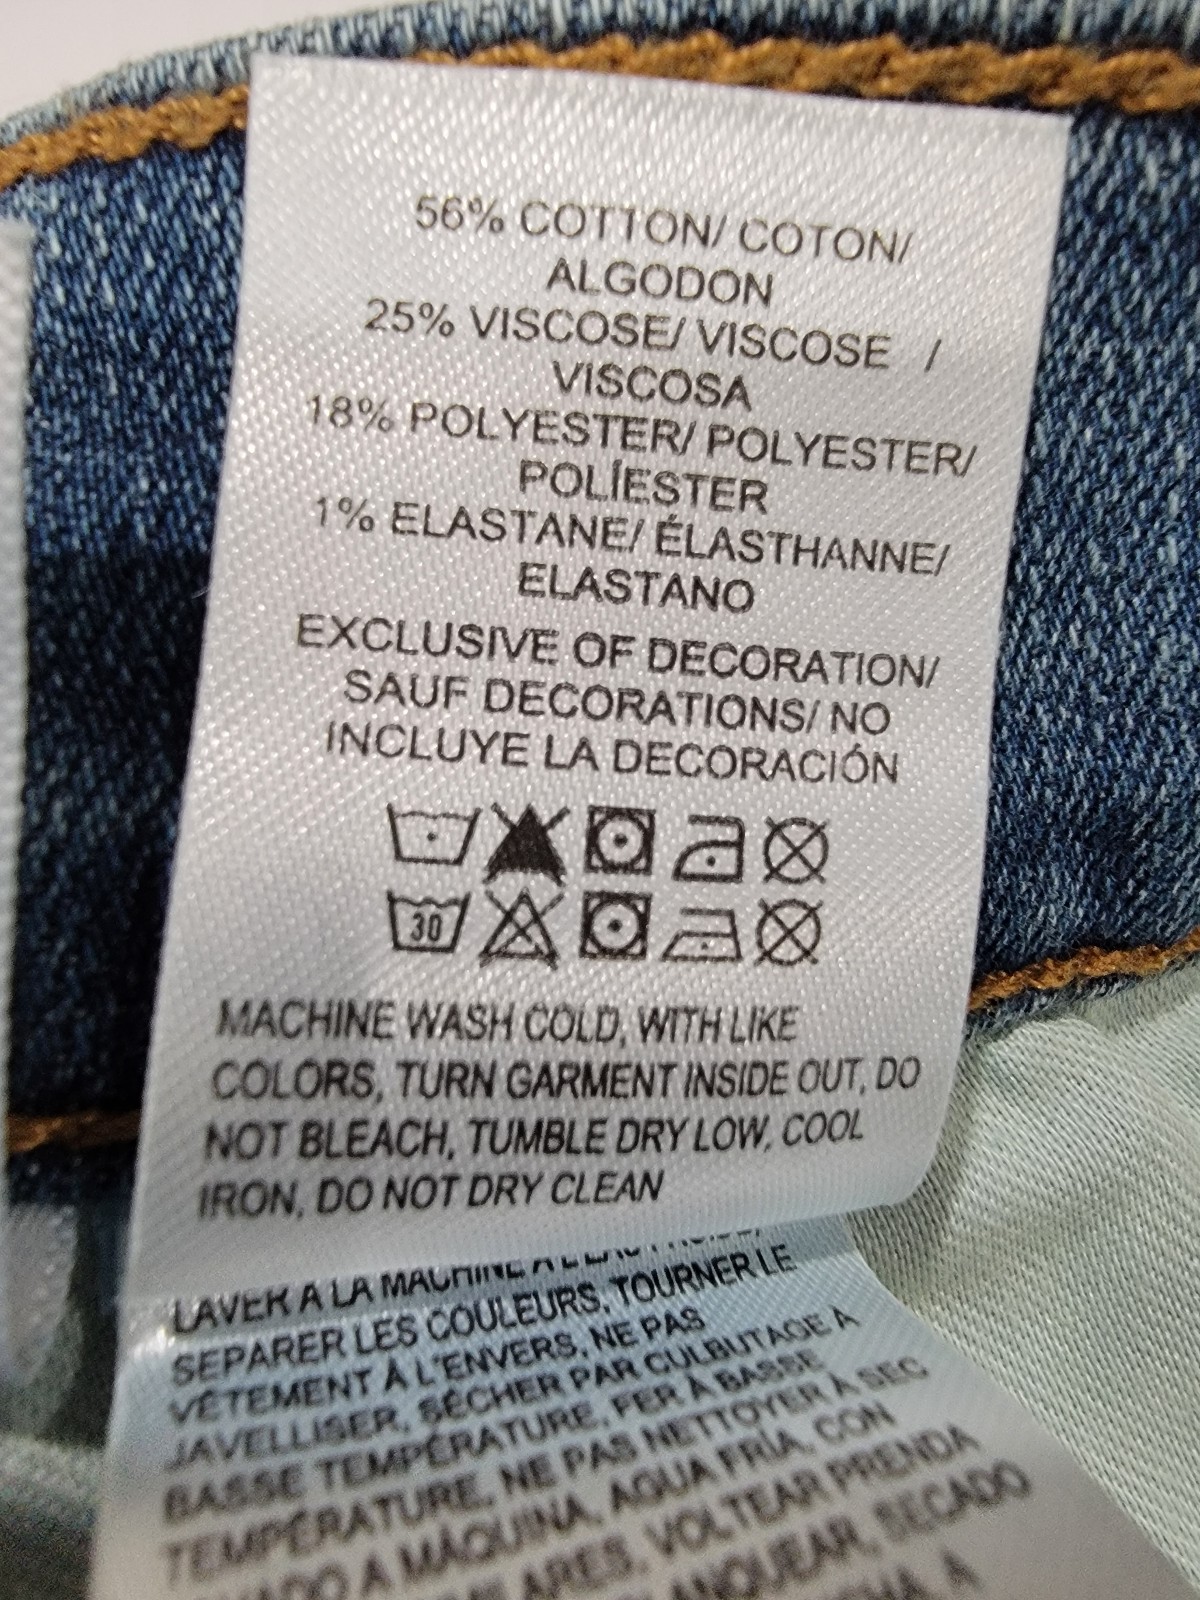 56% COTTON/ COTON/
ALGODON
25% VISCOSE/ VISCOSE /
VISCOSA
18% POLYESTER/ POLYESTER/
POLÍESTER
1% ELASTANE/ ÉLASTHANNE/
ELASTANO
EXCLUSIVE OF DECORATION/
SAUF DECORATIONS/ NO
INCLUYE LA DECORACIÓN
30
MACHINE WASH COLD, WITH LIKE
COLORS, TURN GARMENT INSIDE OUT, DO
NOT BLEACH, TUMBLE DRY LOW, COOL
IRON, DO NOT DRY CLEAN
LAVER A LA MACHINE
SEPARER LES COULEURS, TOURNER LE
VÉTEMENT À L'ENVERS, NE PAS
JAVELLISER, SÉCHER PAR CULBUTAGE À
BASSE TEMPÉRATURE, FER À BASSE
TEMPÉRATURE, NE PAS NETTOYER À SEC
A MÁQUINA, AGUA FRÍA, CON
VOLTEAR PRENDA
SECADO
A